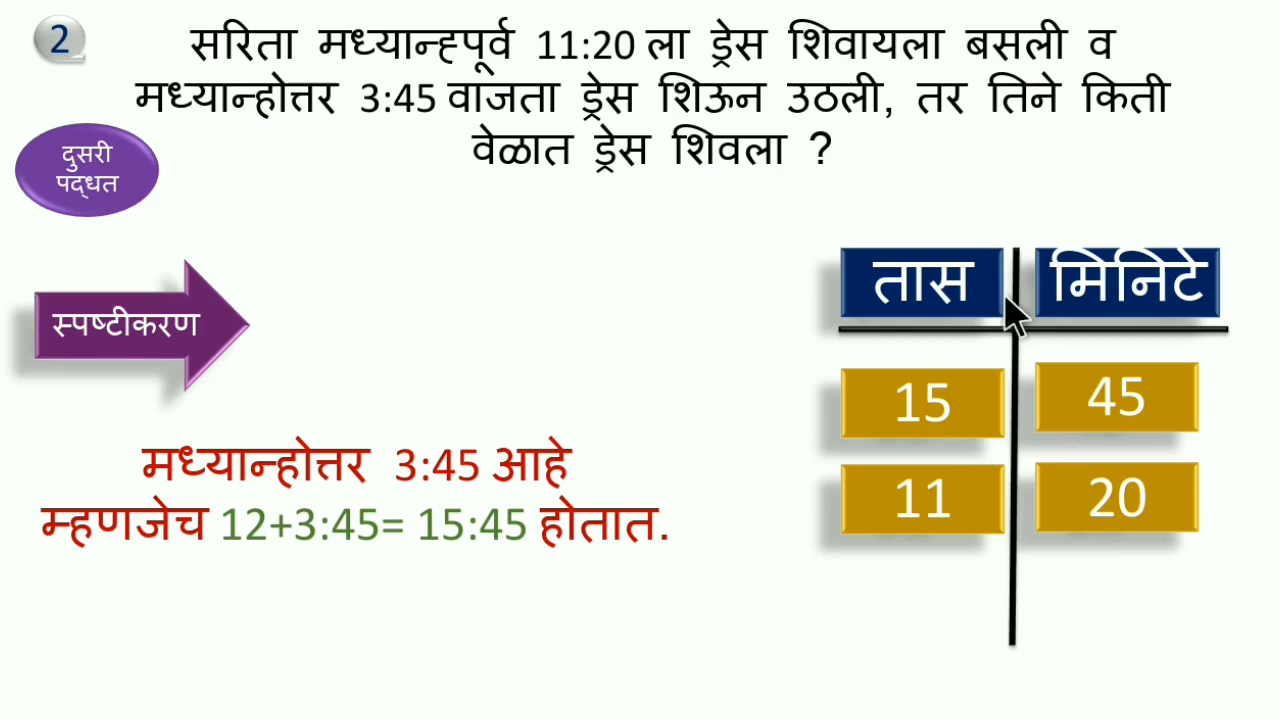 2
सरिता मध्यान्ह्पूर्व 11:20 ला ड्रेस शिवायला बसली व
मध्यान्होत्तर 3:45 वाजता ड्रेस शिऊन उठली, तर तिने किती
वेळात ड्रेस शिवला ?
दुसरी
पद्धत
स्पष्टीकरण
तास मिनिटे
15 45
11 20
मध्यान्होत्तर 3:45 आहे
म्हणजेच 12+3:45= 15:45 होतात.